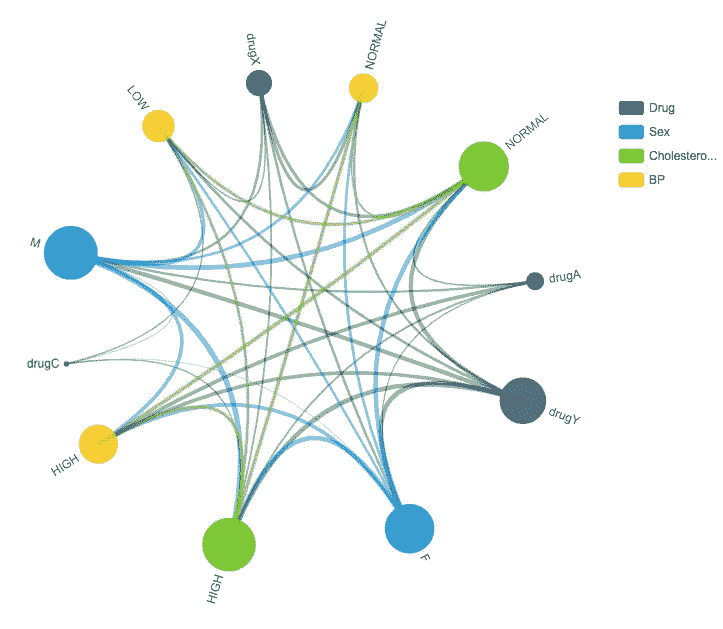 drugX
NORMAL
LOW
NORMAL
M
drugA
drugC
drugY
HIGH
F
HIGH
Drug
Sex
Cholestero...
BP